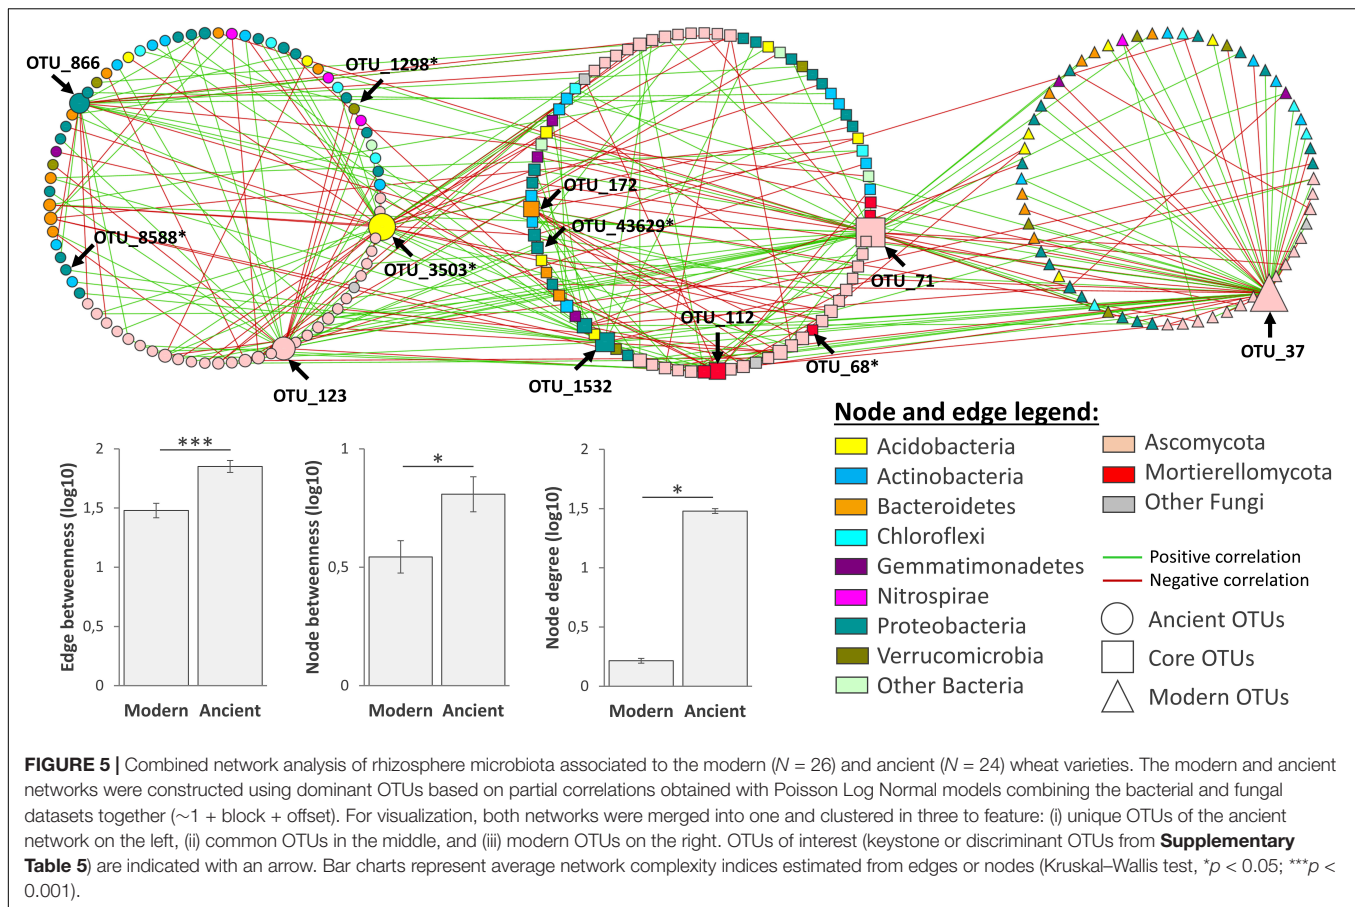 OTU_866
OTU_1298*
OTU_172
OTU_43629*
OTU_8588*
OTU_3503*
OTU_71
OTU_112
OTU_37
OTU_68*
OTU_1532
OTU_123
Node and edge legend:
Acidobacteria
Actinobacteria
Bacteroidetes
Chloroflexi
Gemmatimonadetes
Nitrospirae
Proteobacteria
Verrucomicrobia
Other Bacteria
Ascomycota
Mortierellomycota
Other Fungi
Positive correlation
Negative correlation
Ancient OTUs
Core OTUs
Modern OTUs
Edge betweenness (log10)
2
1,5
1
0,5
0
***
Modern Ancient
Node betweenness (log10)
1
0,5
0
*
Modern Ancient
Node degree (log10)
2
1,5
1
0,5
0
*
Modern Ancient
FIGURE 5 | Combined network analysis of rhizosphere microbiota associated to the modern (N = 26) and ancient (N = 24) wheat varieties. The modern and ancient
networks were constructed using dominant OTUs based on partial correlations obtained with Poisson Log Normal models combining the bacterial and fungal
datasets together (∼1 + block + offset). For visualization, both networks were merged into one and clustered in three to feature: (i) unique OTUs of the ancient
network on the left, (ii) common OTUs in the middle, and (iii) modern OTUs on the right. OTUs of interest (keystone or discriminant OTUs from Supplementary
Table 5) are indicated with an arrow. Bar charts represent average network complexity indices estimated from edges or nodes (Kruskal–Wallis test, *p < 0.05; ***p <
0.001).